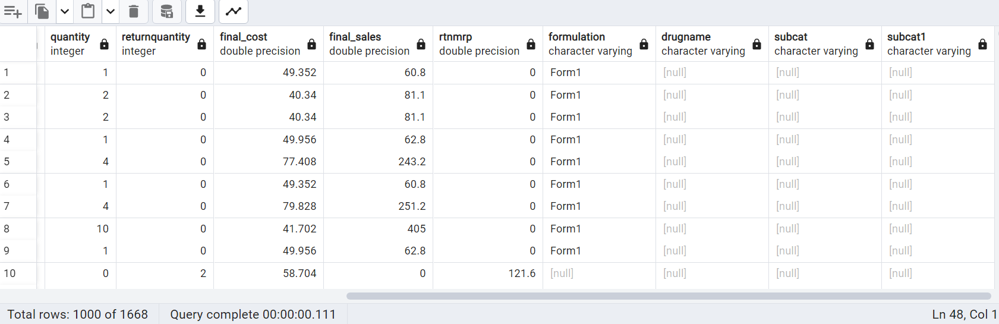 quantity returnquantity final_cost final_sales rtnmrp formulation drugname subcat subcat1
integer integer double precision double precision double precision character varying character varying character varying character varying
1 1 0 49.352 60.8 0 Form1 [null] [null] [null]
2 2 0 40.34 81.1 0 Form1 [null] [null] [null]
3 2 0 40.34 81.1 0 Form1 [null] [null] [null]
4 1 0 49.956 62.8 0 Form1 [null] [null] [null]
5 4 0 77.408 243.2 0 Form1 [null] [null] [null]
6 1 0 49.352 60.8 0 Form1 [null] [null] [null]
7 4 0 79.828 251.2 0 Form1 [null] [null] [null]
8 10 0 41.702 405 0 Form1 [null] [null] [null]
9 1 0 49.956 62.8 0 Form1 [null] [null] [null]
10 0 2 58.704 0 121.6 [null] [null] [null] [null]
Total rows: 1000 of 1668 Query complete 00:00:00.111 Ln 48, Col 1